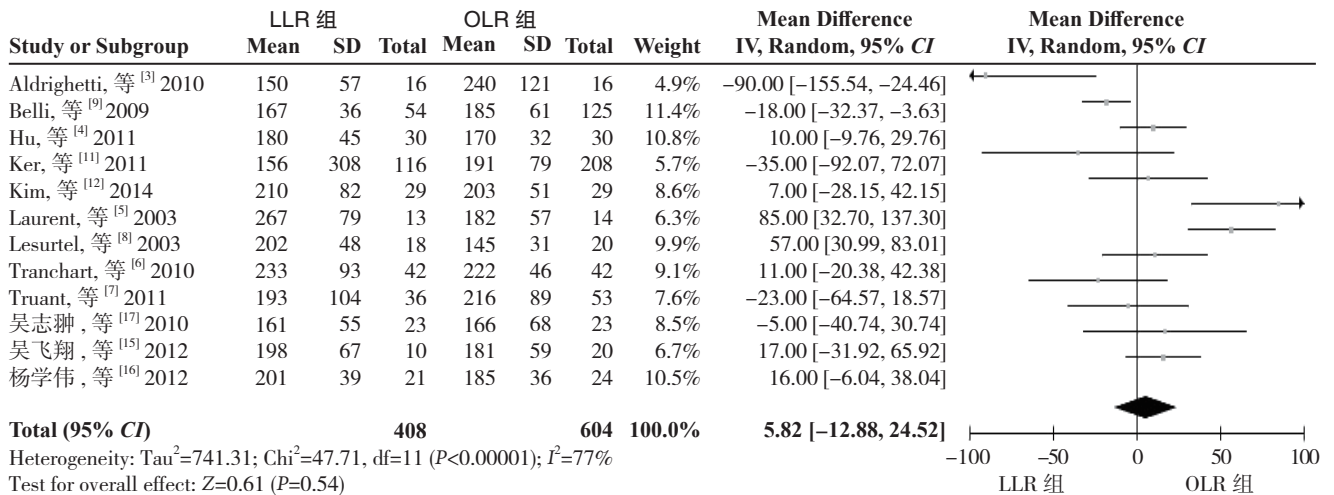 LLR 组 OLR 组 Mean Difference Mean Difference
Study or Subgroup Mean SD Total Mean SD Total Weight IV, Random, 95% CI IV, Random, 95% CI
Aldrighetti, 等 [3] 2010 150 57 16 240 121 16 4.9% −90.00 [−155.54, −24.46]
Belli, 等 [9] 2009 167 36 54 185 61 125 11.4% −18.00 [−32.37, −3.63]
Hu, 等 [4] 2011 180 45 30 170 32 30 10.8% 10.00 [−9.76, 29.76]
Ker, 等 [11] 2011 156 308 116 191 79 208 5.7% −35.00 [−92.07, 72.07]
Kim, 等 [12] 2014 210 82 29 203 51 29 8.6% 7.00 [−28.15, 42.15]
Laurent, 等 [5] 2003 267 79 13 182 57 14 6.3% 85.00 [32.70, 137.30]
Lesurtel, 等 [8] 2003 202 48 18 145 31 20 9.9% 57.00 [30.99, 83.01]
Tranchart, 等 [6] 2010 233 93 42 222 46 42 9.1% 11.00 [−20.38, 42.38]
Truant, 等 [7] 2011 193 104 36 216 89 53 7.6% −23.00 [−64.57, 18.57]
吴志翀 , 等 [17] 2010 161 55 23 166 68 23 8.5% −5.00 [−40.74, 30.74]
吴飞翔 , 等 [15] 2012 198 67 10 181 59 20 6.7% 17.00 [−31.92, 65.92]
杨学伟 , 等 [16] 2012 201 39 21 185 36 24 10.5% 16.00 [−6.04, 38.04]
Total (95% CI) 408 604 100.0% 5.82 [−12.88, 24.52]
Heterogeneity: Tau²=741.31; Chi²=47.71, df=11 (P<0.00001); I²=77%
Test for overall effect: Z=0.61 (P=0.54)
−100 −50 0 50 100
LLR 组 OLR 组